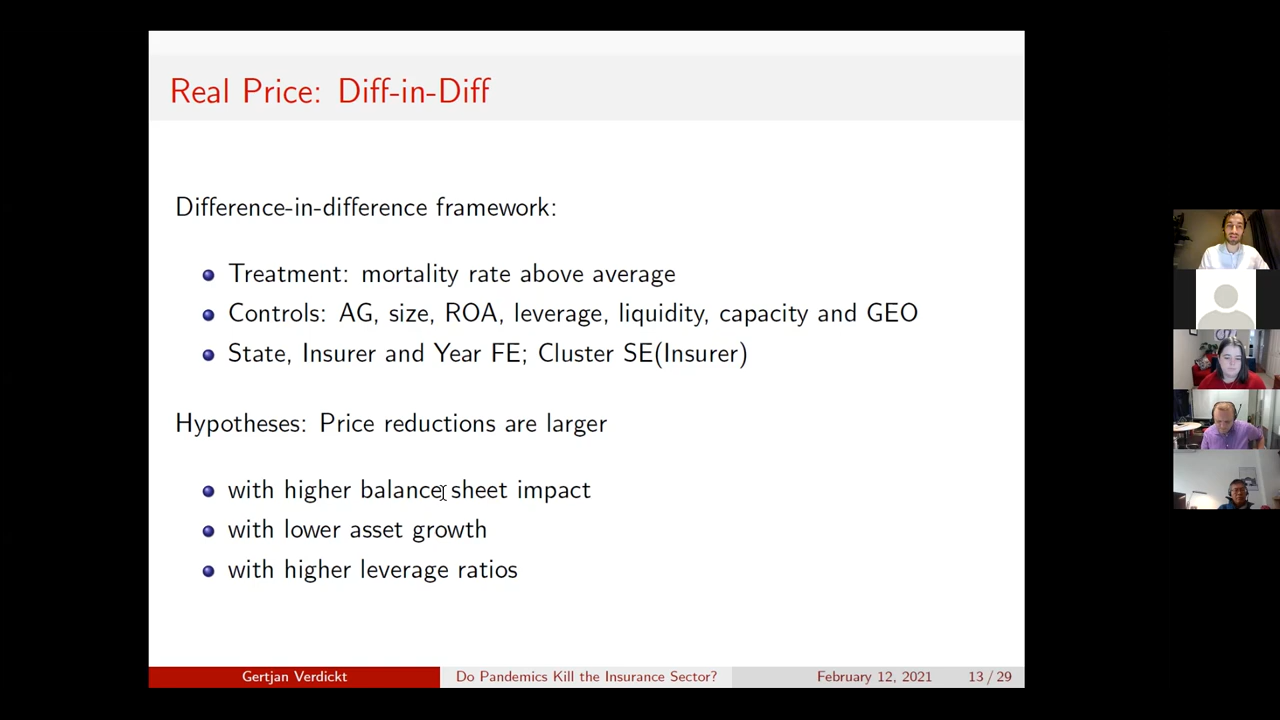 Real Price: Diff-in-Diff
Difference-in-difference framework:
Treatment: mortality rate above average
Controls: AG, size, ROA, leverage, liquidity, capacity and GEO
State, Insurer and Year FE; Cluster SE(Insurer)
Hypotheses: Price reductions are larger
with higher balance sheet impact
with lower asset growth
with higher leverage ratios
Gertjan Verdickt
Do Pandemics Kill the Insurance Sector?
February 12, 2021
13 / 29